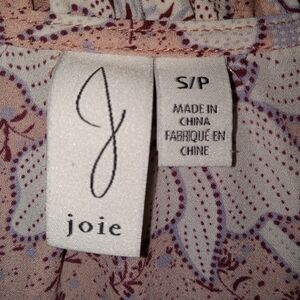 J
joie
S/P
MADE IN
CHINA
FABRIQUÉ EN
CHINE